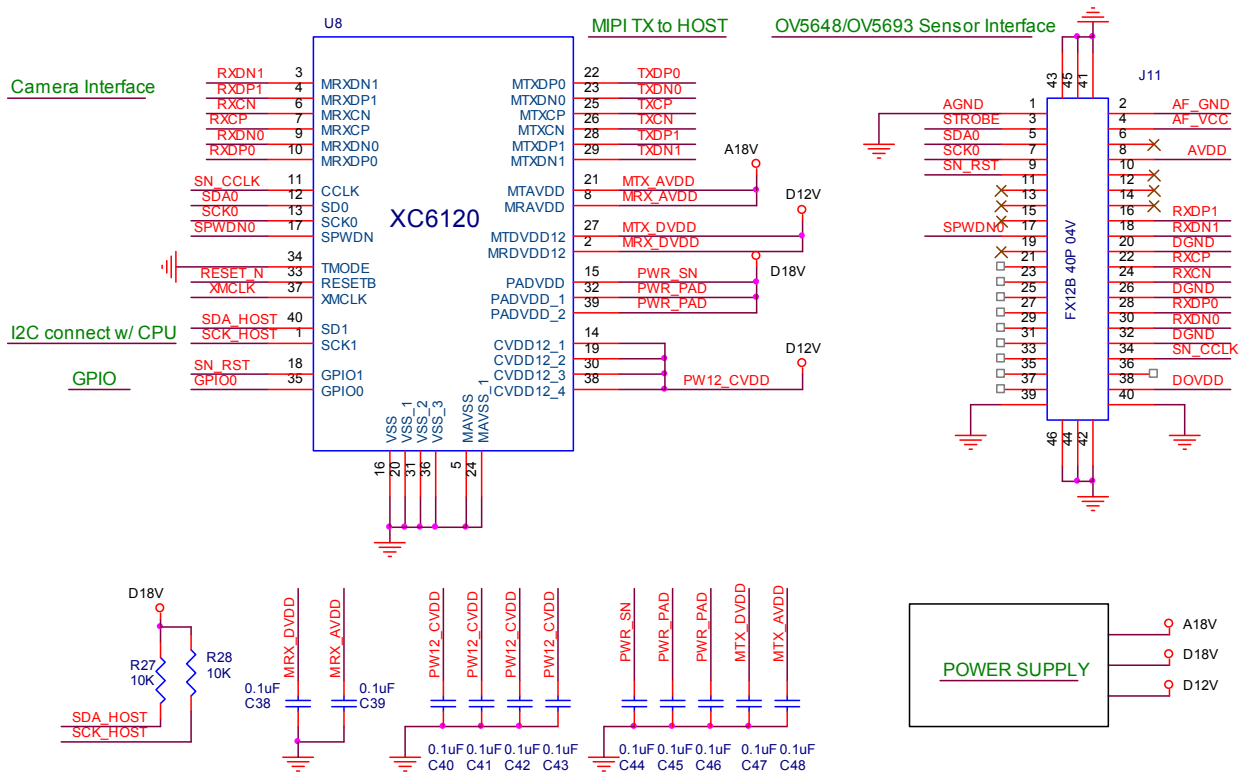 U8
MIPI TX to HOST
OV5648/OV5693 Sensor Interface
Camera Interface
RXDN1 3 MRXDN1
RXDP1 4 MRXDP1
RXCN 6 MRXCN
RXCP 7 MRXCP
RXDN0 9 MRXDN0
RXDP0 10 MRXDP0
SN_CCLK 11 CCLK
SDA0 12 SD0
SCK0 13 SCK0
SPWDN0 17 SPWDN
34 TMODE
RESET_N 33 RESETB
XMCLK 37 XMCLK
I2C connect w/ CPU
SDA_HOST 40 SD1
SCK_HOST 1 SCK1
GPIO
SN_RST 18 GPIO1
GPIO0 35 GPIO0
XC6120
MTXDP0 22 TXDP0
MTXDN0 23 TXDN0
MTXCP 25 TXCP
MTXCN 26 TXCN
MTXDP1 28 TXDP1
MTXDN1 29 TXDN1
A18V
MTAVDD 21 MTX_AVDD
MRAVDD 8 MRX_AVDD
D12V
MTDVDD12 27 MTX_DVDD
MRDVDD12 2 MRX_DVDD
D18V
PADVDD 15 PWR_SN
PADVDD_1 32 PWR_PAD
PADVDD_2 39 PWR_PAD
CVDD12_1 14
CVDD12_2 19
CVDD12_3 30
CVDD12_4 38 PW12_CVDD
D12V
VSS 16
VSS_1 20
VSS_2 31
VSS_3 36
MAVSS 5
MAVSS_1 24
J11
43 45 41
AGND 1
STROBE 3
SDA0 5
SCK0 7
SN_RST 9
11
13
15
SPWDN0 17
19
21
23
25
27
29
31
33
35
37
39
FX12B 40P 04V
2 AF_GND
4 AF_VCC
6
8 AVDD
10
12
14
16 RXDP1
18 RXDN1
20 DGND
22 RXCP
24 RXCN
26 DGND
28 RXDP0
30 RXDN0
32 DGND
34 SN_CCLK
36
38 DOVDD
40
46 44 42
D18V
R27
10K
R28
10K
SDA_HOST
SCK_HOST
MRX_DVDD
0.1uF
C38
MRX_AVDD
0.1uF
C39
PW12_CVDD
0.1uF
C40
PW12_CVDD
0.1uF
C41
PW12_CVDD
0.1uF
C42
PW12_CVDD
0.1uF
C43
PWR_SN
0.1uF
C44
PWR_PAD
0.1uF
C45
PWR_PAD
0.1uF
C46
MTX_DVDD
0.1uF
C47
MTX_AVDD
0.1uF
C48
POWER SUPPLY
A18V
D18V
D12V